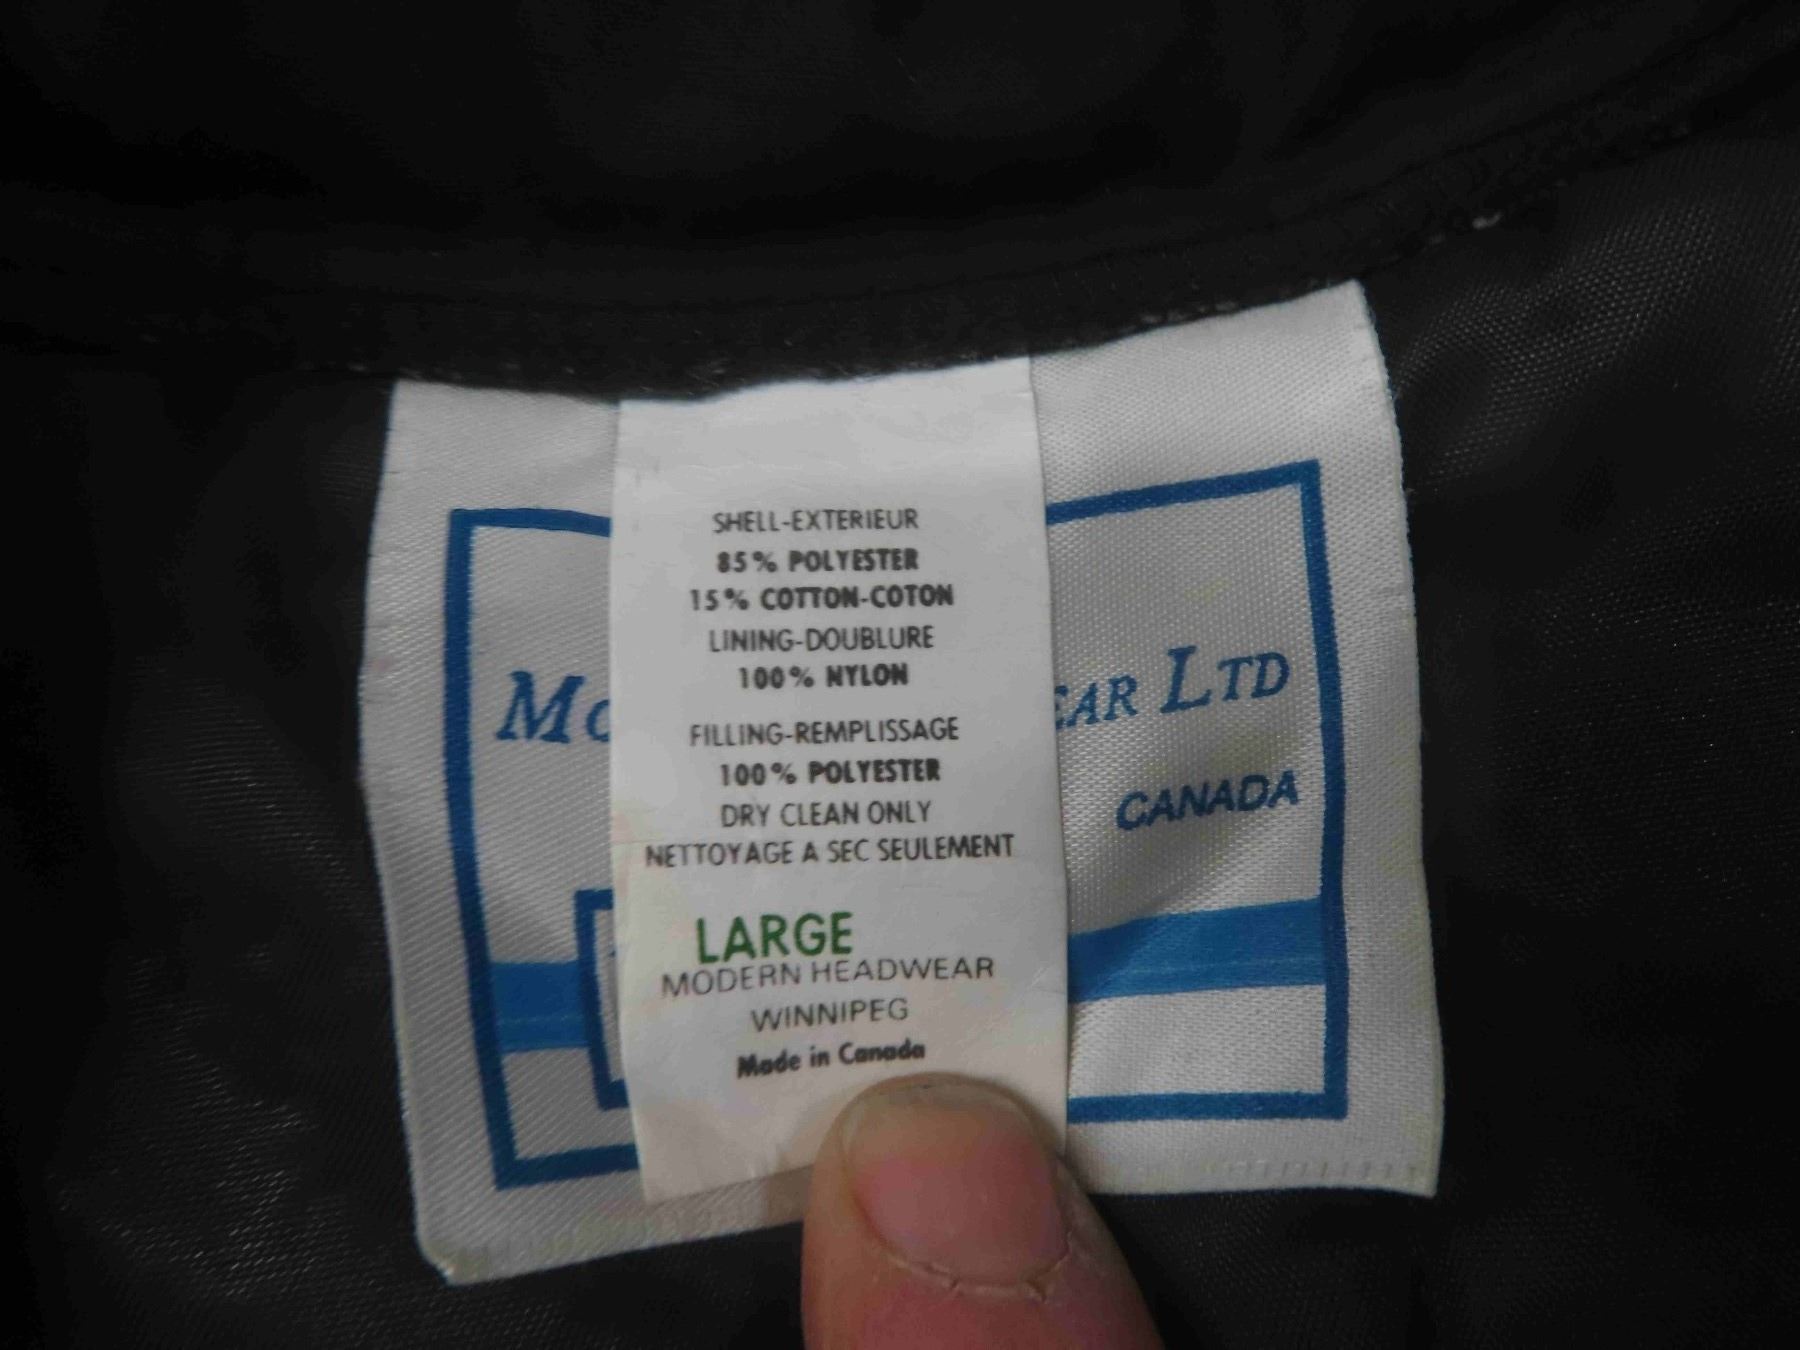 SHELL-EXTERIEUR
85% POLYESTER
15% COTTON-COTON
LINING-DOUBLURE
100% NYLON
FILLING-REMPLISSAGE
100% POLYESTER
DRY CLEAN ONLY
NETTOYAGE A SEC SEULEMENT
LARGE
MODERN HEADWEAR
WINNIPEG
Made in Canada
LTD
CANADA